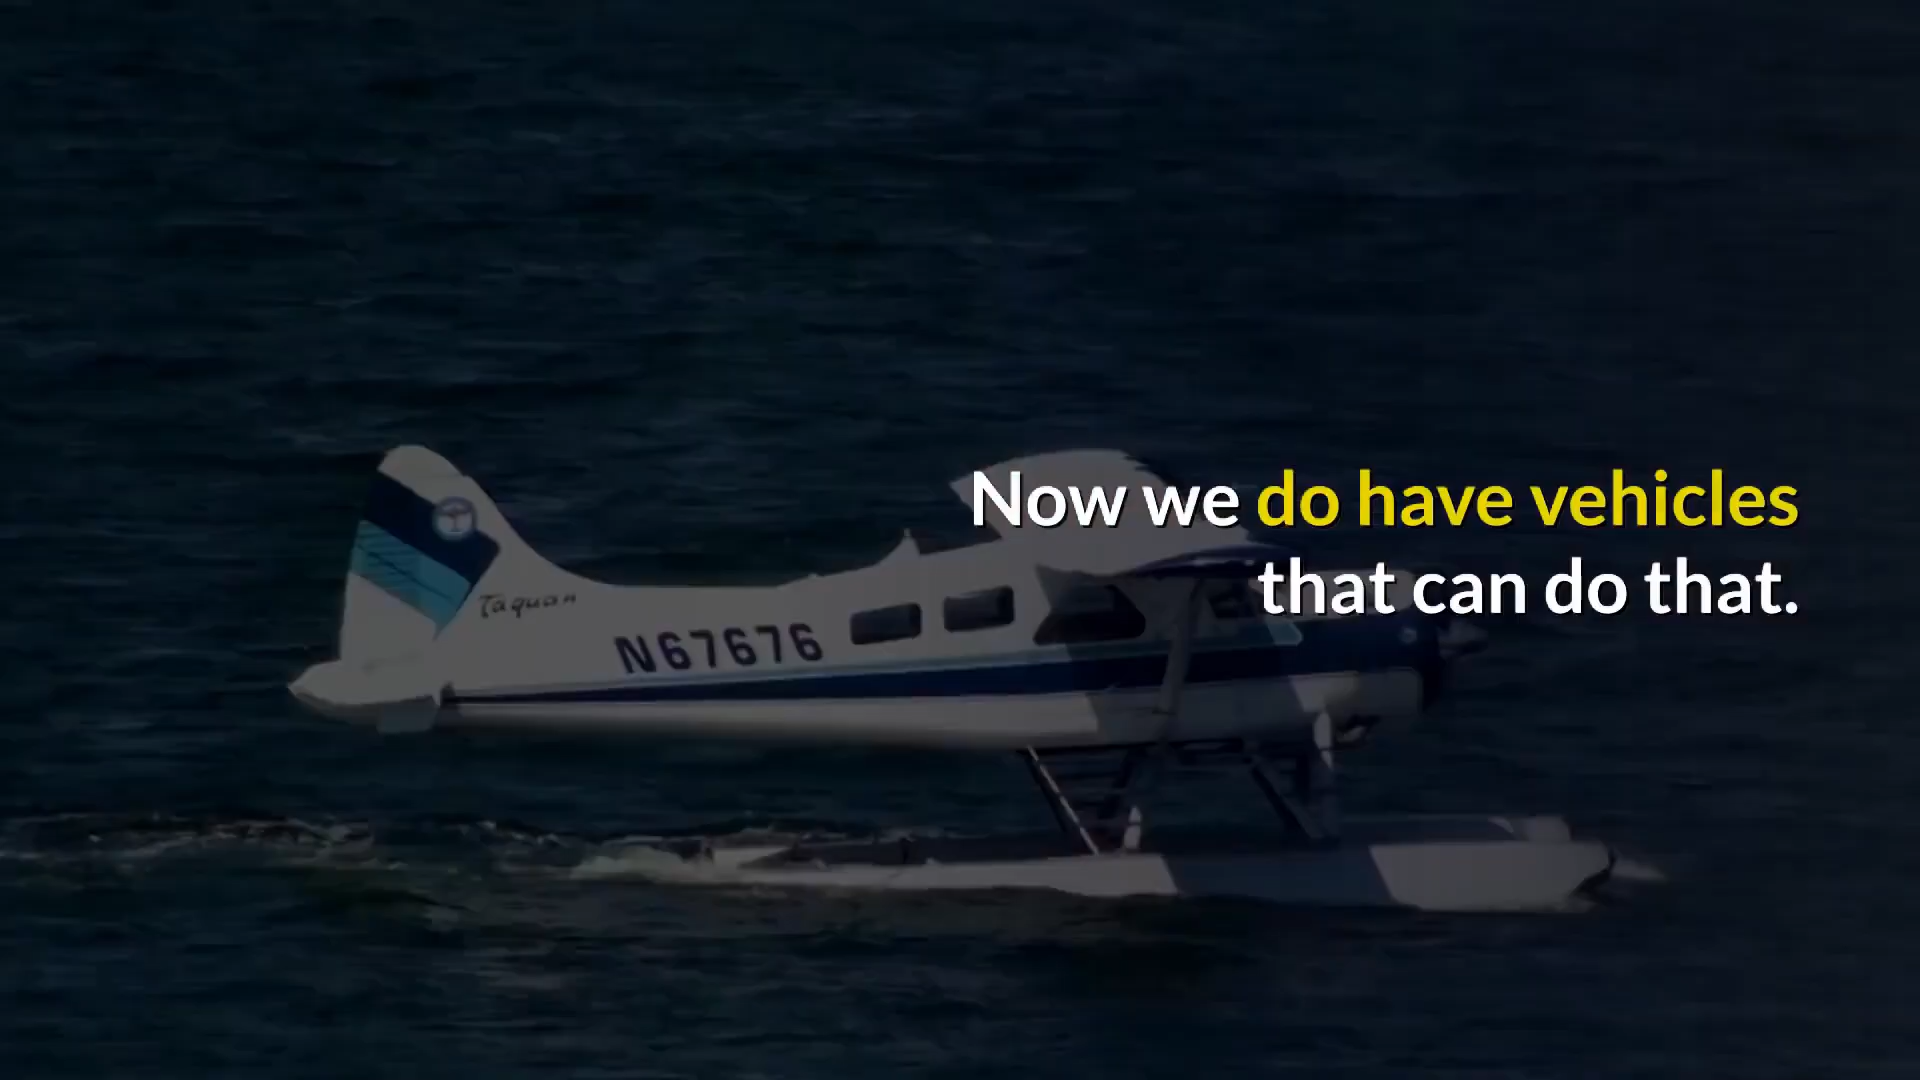 Now we do have vehicles
that can do that.
Taquan
N67676